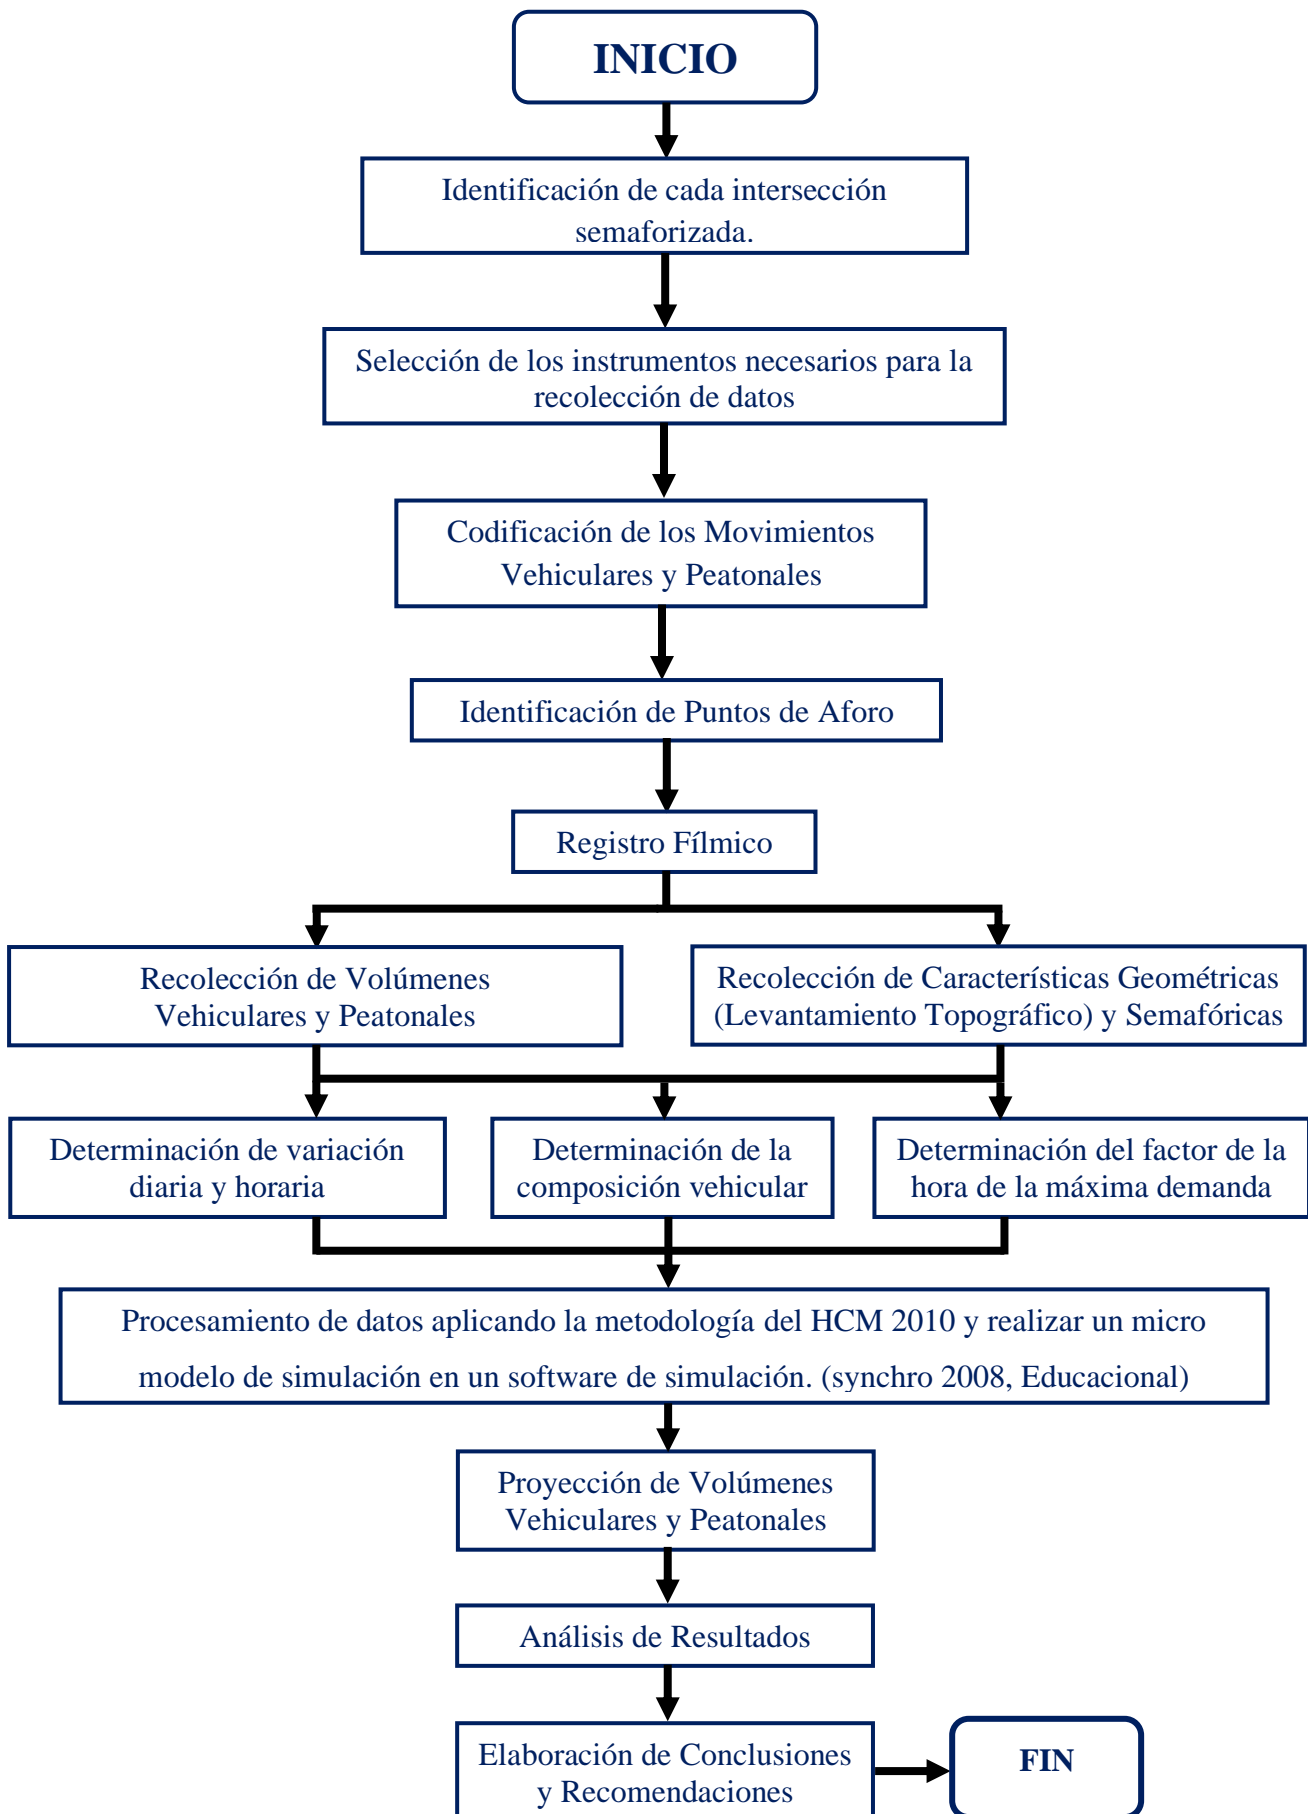 INICIO
Identificación de cada intersección
semaforizada.
Selección de los instrumentos necesarios para la
recolección de datos
Codificación de los Movimientos
Vehiculares y Peatonales
Identificación de Puntos de Aforo
Registro Fílmico
Recolección de Volúmenes
Vehiculares y Peatonales
Recolección de Características Geométricas
(Levantamiento Topográfico) y Semafóricas
Determinación de variación
diaria y horaria
Determinación de la
composición vehicular
Determinación del factor de la
hora de la máxima demanda
Procesamiento de datos aplicando la metodología del HCM 2010 y realizar un micro
modelo de simulación en un software de simulación. (synchro 2008, Educacional)
Proyección de Volúmenes
Vehiculares y Peatonales
Análisis de Resultados
Elaboración de Conclusiones
y Recomendaciones
FIN